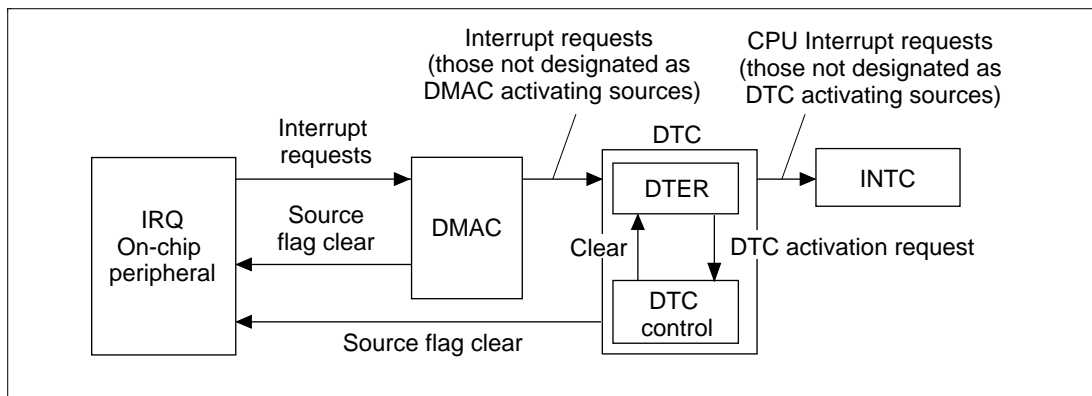 Interrupt requests
(those not designated as
DMAC activating sources)
CPU Interrupt requests
(those not designated as
DTC activating sources)
Interrupt
requests
DTC
IRQ
On-chip
peripheral
Source
flag clear
DMAC
DTER
INTC
Clear
DTC activation request
DTC
control
Source flag clear